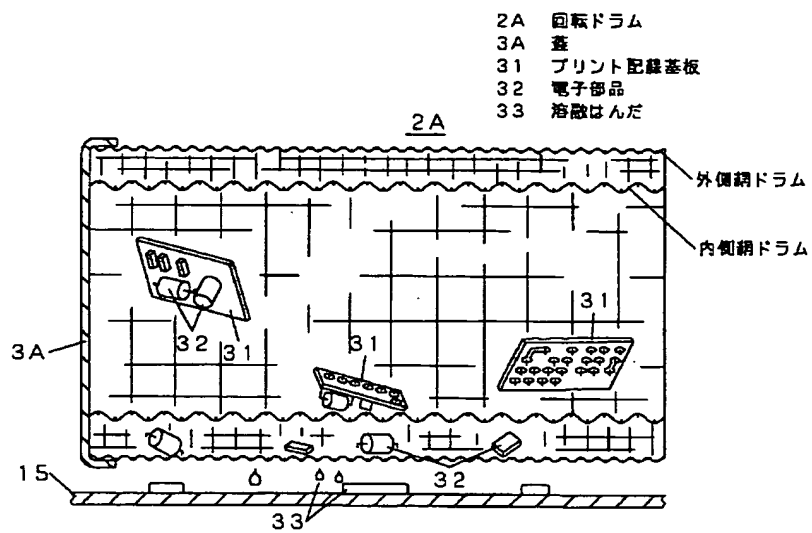 2A 回転ドラム
3A 蓋
31 プリント配録基板
32 電子部品
33 溶融はんだ
2A
外側網ドラム
内側網ドラム
31
32 31
31
3A
32
15
33